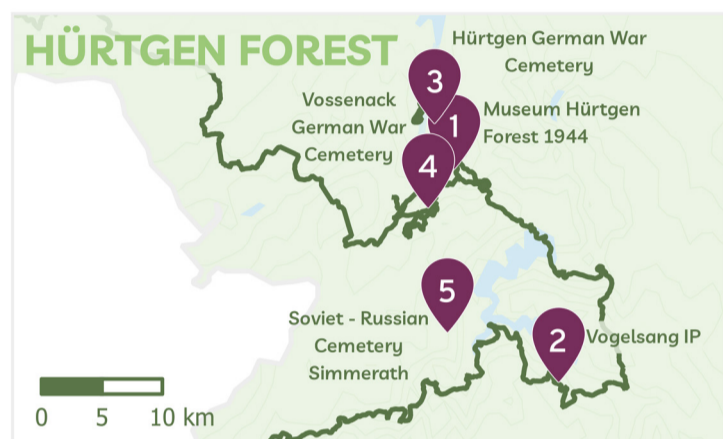 HÜRTGEN FOREST
Hürtgen German War
Cemetery
3
Vossenack
German War
Cemetery
1
Museum Hürtgen
Forest 1944
4
5
Soviet - Russian
Cemetery
Simmerath
2
Vogelsang IP
0 5 10 km